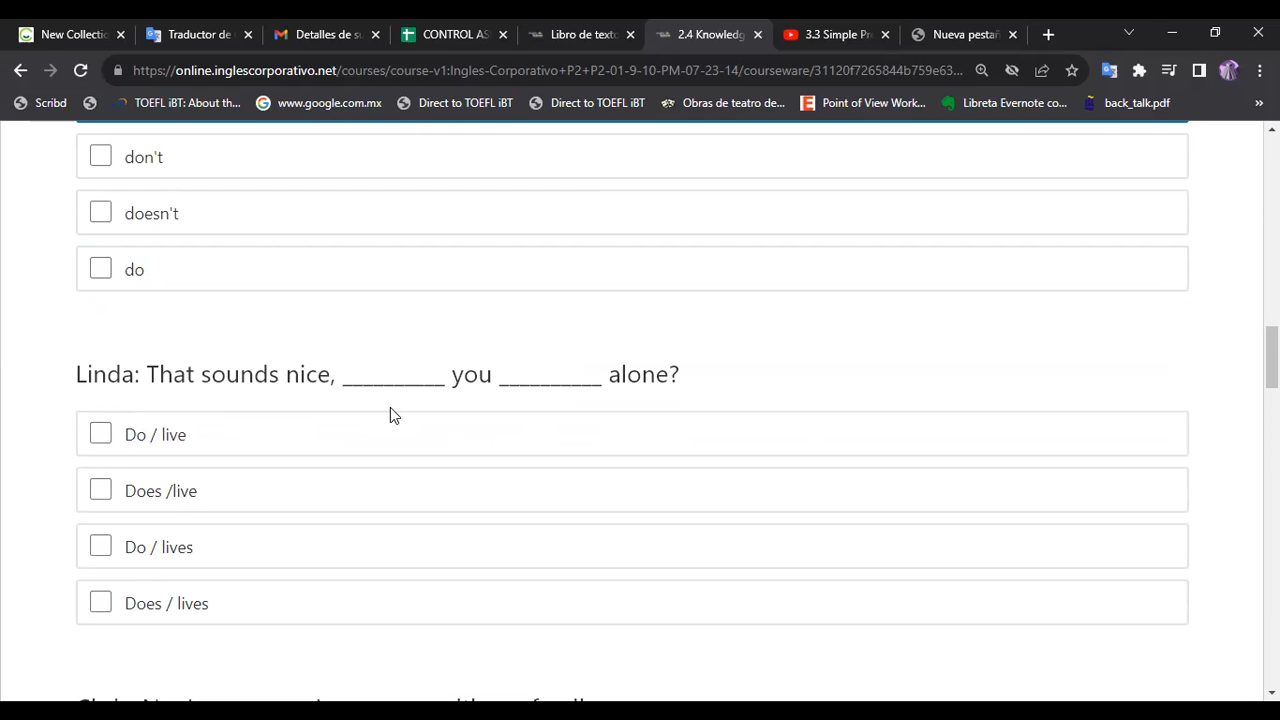 New Collectio
Traductor de
Detalles de su
CONTROL AS
Libro de texto
2.4 Knowledg
3.3 Simple Pr
Nueva pestañ
https://online.inglescorporativo.net/courses/course-v1:Ingles-Corporativo+P2+P2-01-9-10-PM-07-23-14/courseware/31120f7265844b759e63...
Scribd
TOEFL iBT: About th...
www.google.com.mx
Direct to TOEFL iBT
Direct to TOEFL iBT
Obras de teatro de...
Point of View Work...
Libreta Evernote co...
back_talk.pdf
»
don't
doesn't
do
Linda: That sounds nice, __________ you __________ alone?
Do / live
Does /live
Do / lives
Does / lives